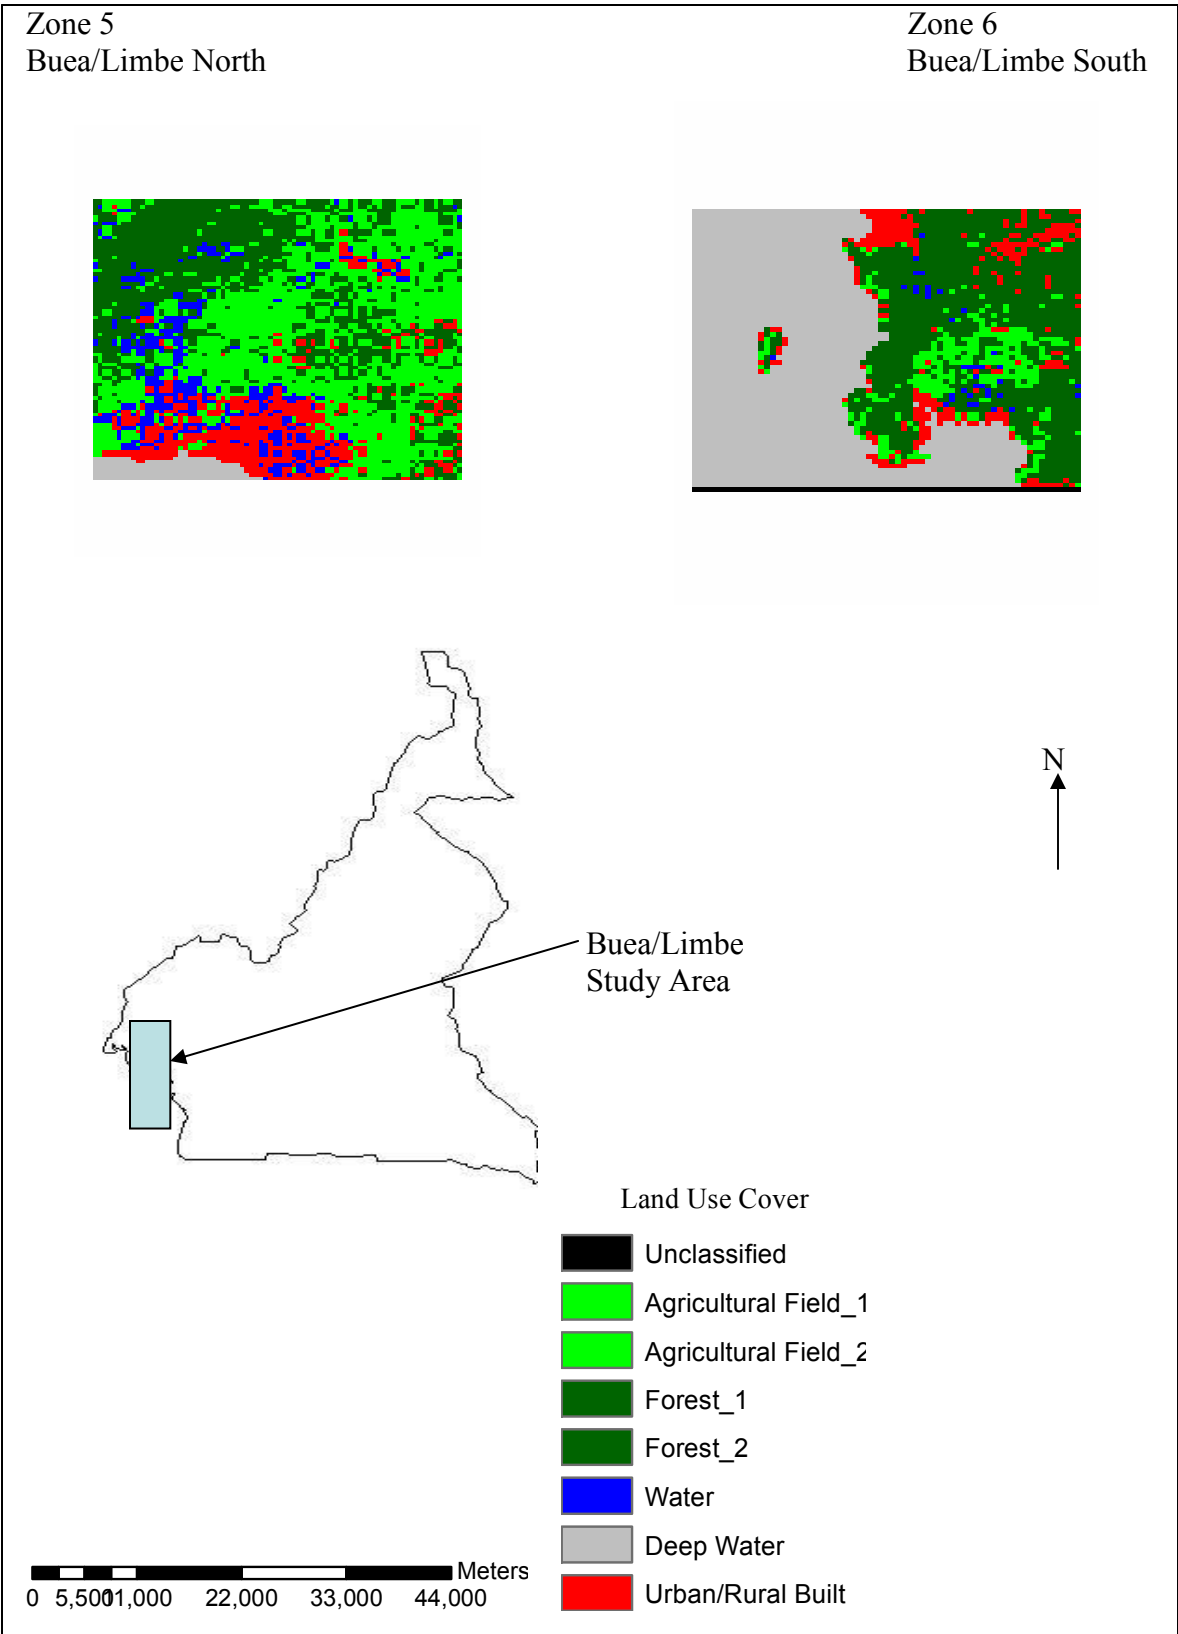 Zone 5
Buea/Limbe North
Zone 6
Buea/Limbe South
N
Buea/Limbe
Study Area
Land Use Cover
Unclassified
Agricultural Field_1
Agricultural Field_2
Forest_1
Forest_2
Water
Deep Water
Urban/Rural Built
Meters
0 5,500 11,000 22,000 33,000 44,000